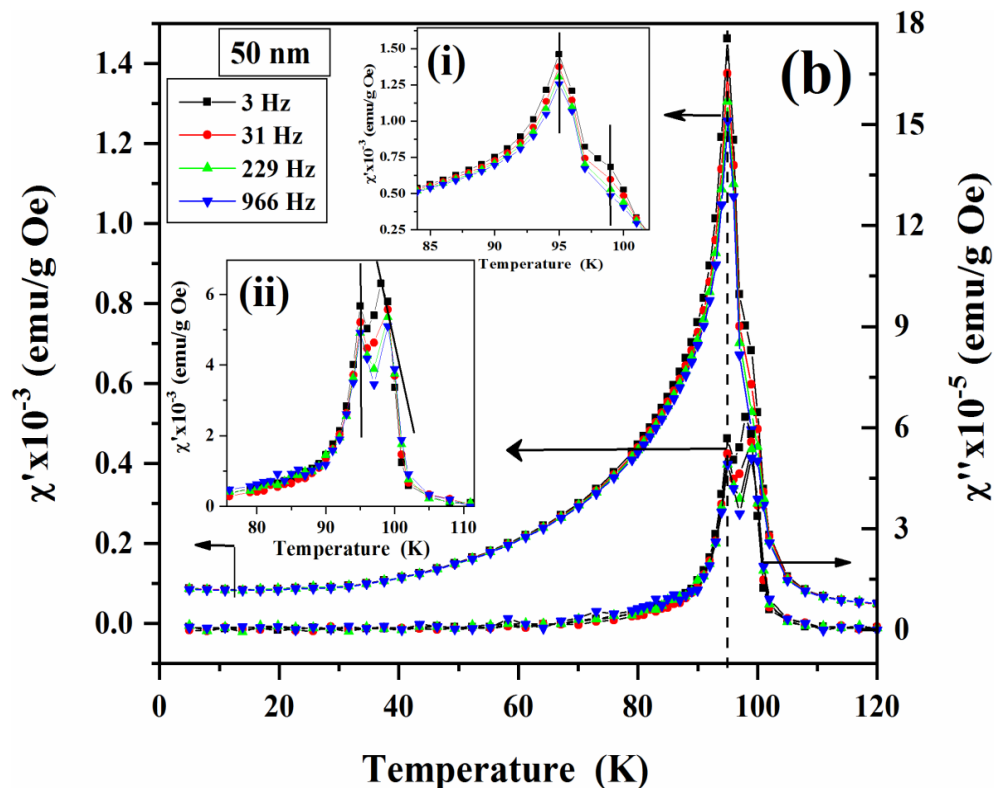 50 nm
3 Hz
31 Hz
229 Hz
966 Hz
(b)
(i)
1.50
1.25
1.00
0.75
0.50
0.25
85 90 95 100
Temperature (K)
χ'x10-3 (emu/g Oe)
(ii)
6
4
2
0
80 90 100 110
Temperature (K)
χ'x10-3 (emu/g Oe)
1.4
1.2
1.0
0.8
0.6
0.4
0.2
0.0
χ'x10-3 (emu/g Oe)
18
15
12
9
6
3
0
χ''x10-5 (emu/g Oe)
0 20 40 60 80 100 120
Temperature (K)